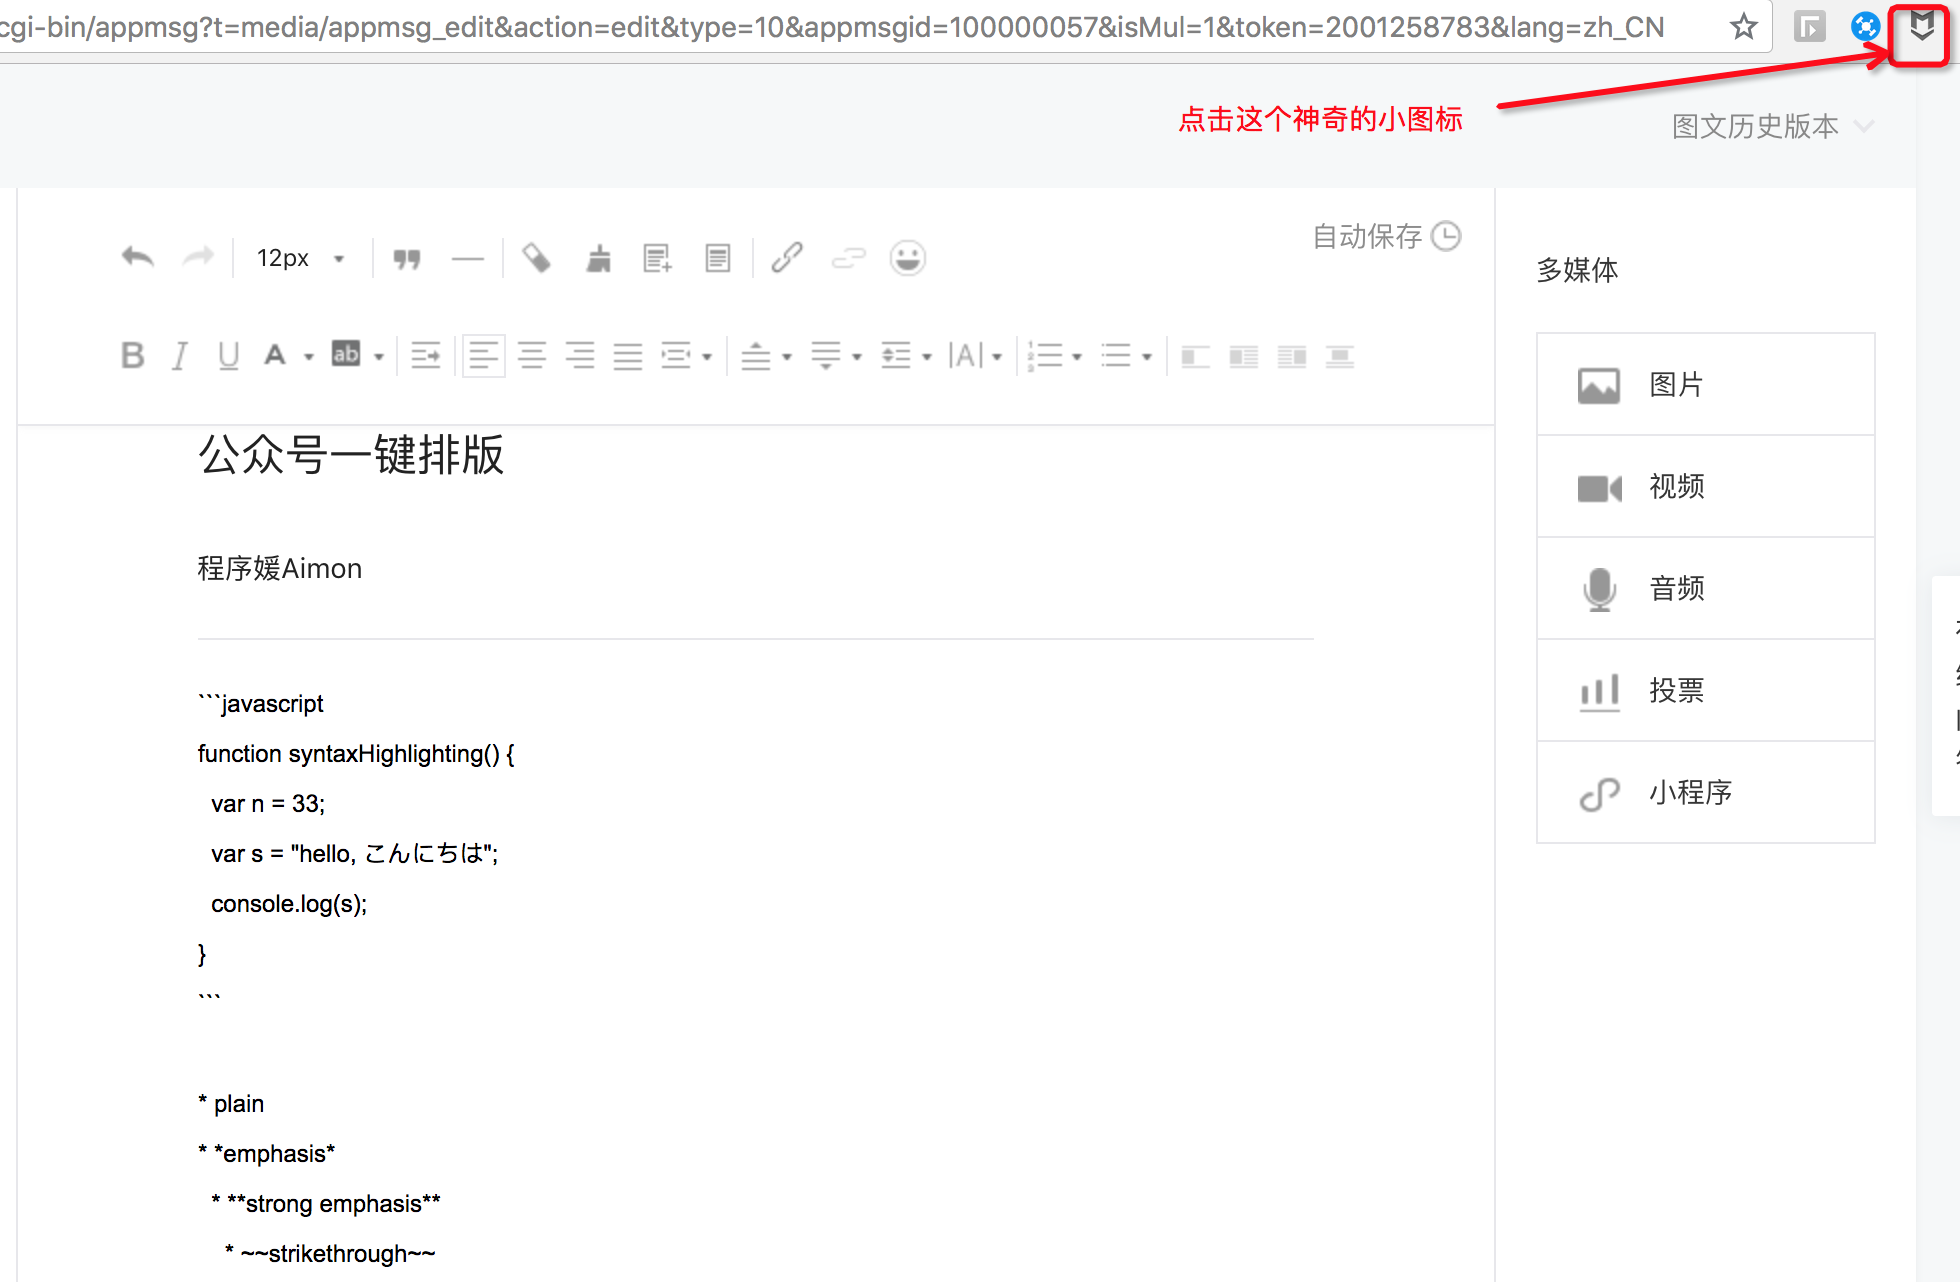 cgi-bin/appmsg?t=media/appmsg_edit&action=edit&type=10&appmsgid=100000057&isMul=1&token=2001258783&lang=zh_CN
点击这个神奇的小图标
图文历史版本
自动保存
12px
B I U A ab
|A|
公众号一键排版
程序媛Aimon
```javascript
function syntaxHighlighting() {
  var n = 33;
  var s = "hello, こんにちは";
  console.log(s);
}
```
* plain
* *emphasis*
  * **strong emphasis**
    * ~~strikethrough~~
多媒体
图片
视频
音频
投票
小程序